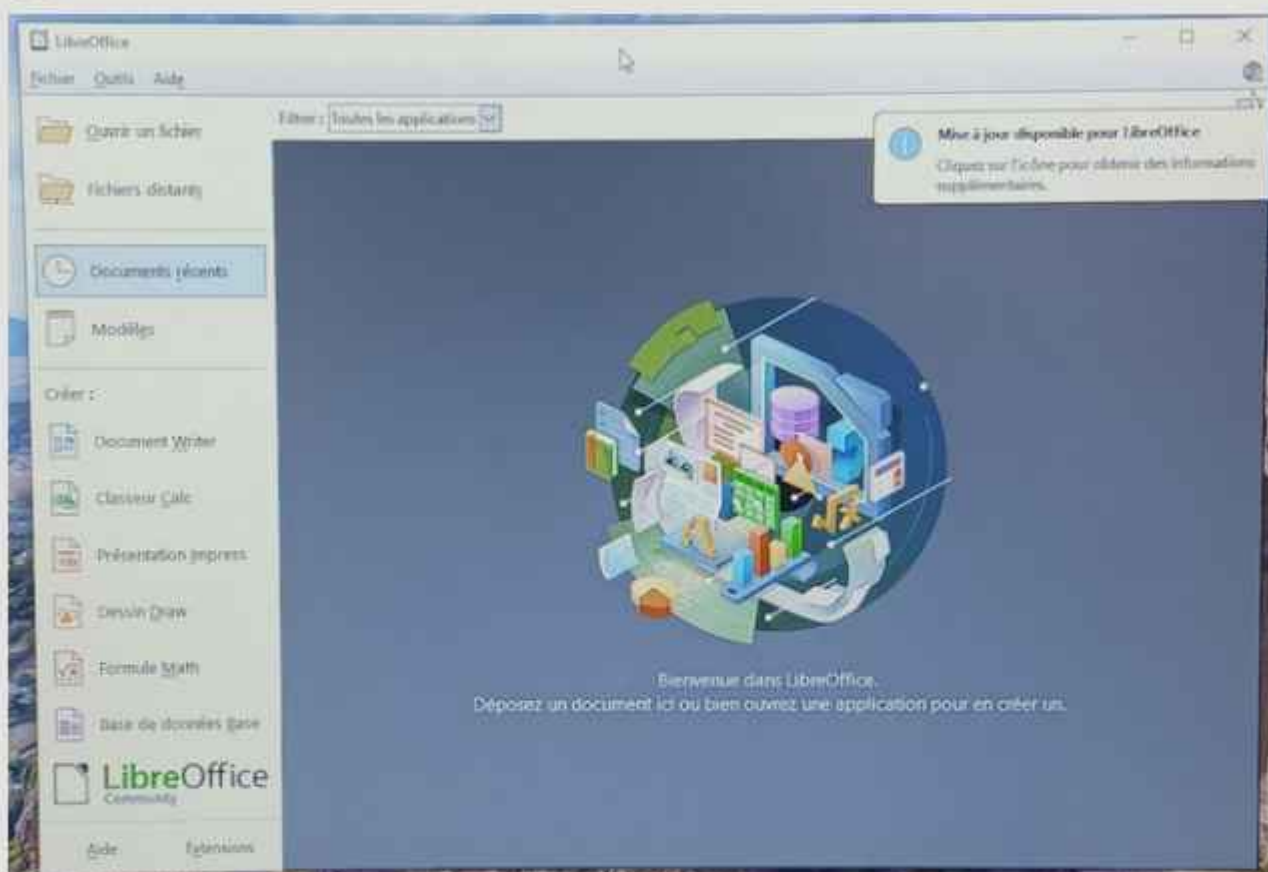 LibreOffice
Fichier Outils Aide
Ouvrir un fichier
Fichiers distants
Documents récents
Modèles
Créer :
Document Writer
Classeur Calc
Présentation Impress
Dessin Draw
Formule Math
Base de données Base
LibreOffice
Community
Aide Extensions
Filtrer : Toutes les applications
Mise à jour disponible pour LibreOffice
Cliquez sur l'icône pour obtenir des informations
supplémentaires.
Bienvenue dans LibreOffice.
Déposez un document ici ou bien ouvrez une application pour en créer un.